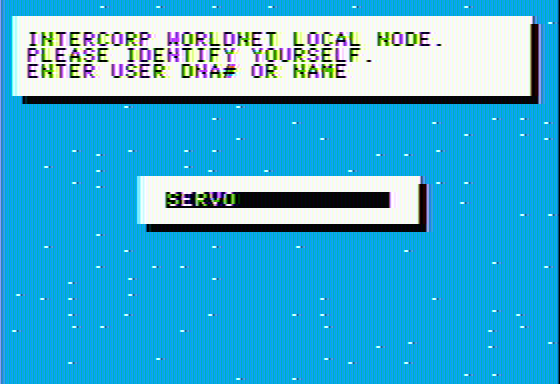 INTERCORP WORLDNET LOCAL NODE.
PLEASE IDENTIFY YOURSELF.
ENTER USER DNA# OR NAME
SERVO